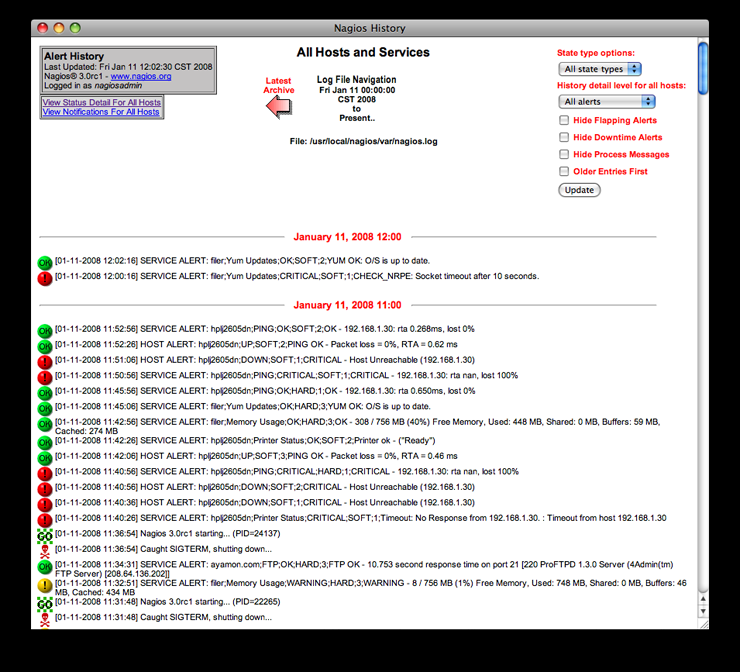 Nagios History
Alert History
Last Updated: Fri Jan 11 12:02:30 CST 2008
Nagios® 3.0rc1 - www.nagios.org
Logged in as nagiosadmin
View Status Detail For All Hosts
View Notifications For All Hosts
All Hosts and Services
Latest
Archive
Log File Navigation
Fri Jan 11 00:00:00
CST 2008
to
Present..
File: /usr/local/nagios/var/nagios.log
State type options:
All state types
History detail level for all hosts:
All alerts
Hide Flapping Alerts
Hide Downtime Alerts
Hide Process Messages
Older Entries First
Update
January 11, 2008 12:00
OK [01-11-2008 12:02:16] SERVICE ALERT: filer;Yum Updates;OK;SOFT;2;YUM OK: O/S is up to date.
! [01-11-2008 12:00:16] SERVICE ALERT: filer;Yum Updates;CRITICAL;SOFT;1;CHECK_NRPE: Socket timeout after 10 seconds.
January 11, 2008 11:00
OK [01-11-2008 11:52:56] SERVICE ALERT: hplj2605dn;PING;OK;SOFT;2;OK - 192.168.1.30: rta 0.268ms, lost 0%
OK [01-11-2008 11:52:26] HOST ALERT: hplj2605dn;UP;SOFT;2;PING OK - Packet loss = 0%, RTA = 0.62 ms
! [01-11-2008 11:51:06] HOST ALERT: hplj2605dn;DOWN;SOFT;1;CRITICAL - Host Unreachable (192.168.1.30)
! [01-11-2008 11:50:56] SERVICE ALERT: hplj2605dn;PING;CRITICAL;SOFT;1;CRITICAL - 192.168.1.30: rta nan, lost 100%
OK [01-11-2008 11:45:56] SERVICE ALERT: hplj2605dn;PING;OK;HARD;1;OK - 192.168.1.30: rta 0.650ms, lost 0%
OK [01-11-2008 11:45:06] SERVICE ALERT: filer;Yum Updates;OK;HARD;3;YUM OK: O/S is up to date.
OK [01-11-2008 11:42:56] SERVICE ALERT: filer;Memory Usage;OK;HARD;3;OK - 308 / 756 MB (40%) Free Memory, Used: 448 MB, Shared: 0 MB, Buffers: 59 MB,
Cached: 274 MB
OK [01-11-2008 11:42:26] SERVICE ALERT: hplj2605dn;Printer Status;OK;SOFT;2;Printer ok - ("Ready")
OK [01-11-2008 11:42:06] HOST ALERT: hplj2605dn;UP;SOFT;3;PING OK - Packet loss = 0%, RTA = 0.46 ms
! [01-11-2008 11:40:56] SERVICE ALERT: hplj2605dn;PING;CRITICAL;HARD;1;CRITICAL - 192.168.1.30: rta nan, lost 100%
! [01-11-2008 11:40:56] HOST ALERT: hplj2605dn;DOWN;SOFT;2;CRITICAL - Host Unreachable (192.168.1.30)
! [01-11-2008 11:40:36] HOST ALERT: hplj2605dn;DOWN;SOFT;1;CRITICAL - Host Unreachable (192.168.1.30)
! [01-11-2008 11:40:26] SERVICE ALERT: hplj2605dn;Printer Status;CRITICAL;SOFT;1;Timeout: No Response from 192.168.1.30. : Timeout from host 192.168.1.30
GO [01-11-2008 11:36:54] Nagios 3.0rc1 starting... (PID=24137)
[01-11-2008 11:36:54] Caught SIGTERM, shutting down...
OK [01-11-2008 11:34:31] SERVICE ALERT: ayamon.com;FTP;OK;HARD;3;FTP OK - 10.753 second response time on port 21 [220 ProFTPD 1.3.0 Server (4Admin(tm)
FTP Server) [208.64.136.202]]
! [01-11-2008 11:32:51] SERVICE ALERT: filer;Memory Usage;WARNING;HARD;3;WARNING - 8 / 756 MB (1%) Free Memory, Used: 748 MB, Shared: 0 MB, Buffers: 46
MB, Cached: 434 MB
GO [01-11-2008 11:31:48] Nagios 3.0rc1 starting... (PID=22265)
[01-11-2008 11:31:48] Caught SIGTERM, shutting down...